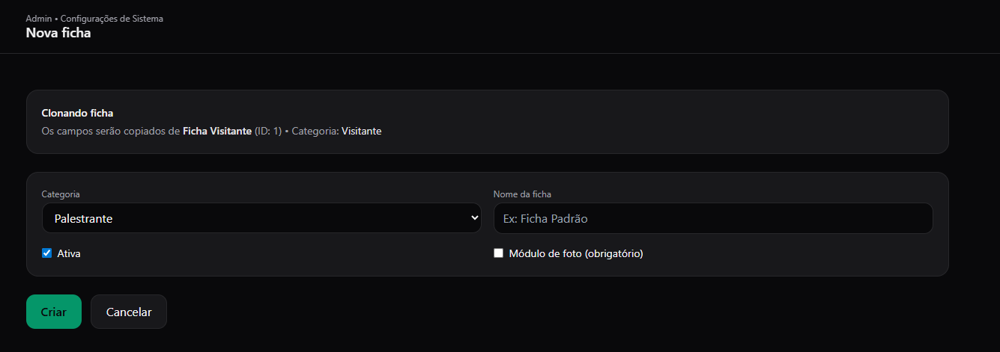 Admin • Configurações de Sistema
Nova ficha
Clonando ficha
Os campos serão copiados de Ficha Visitante (ID: 1) • Categoria: Visitante
Categoria
Nome da ficha
Palestrante
Ex: Ficha Padrão
Ativa
Módulo de foto (obrigatório)
Criar
Cancelar